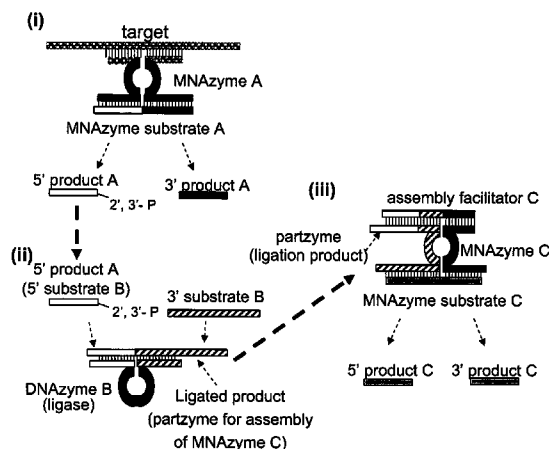 (i)
target
MNAzyme A
MNAzyme substrate A
5' product A
2', 3'- P
3' product A
(ii)
5' product A
(5' substrate B)
2', 3'- P
3' substrate B
DNAzyme B
(ligase)
Ligated product
(partzyme for assembly
of MNAzyme C)
(iii)
assembly facilitator C
partzyme
(ligation product)
MNAzyme C
MNAzyme substrate C
5' product C
3' product C